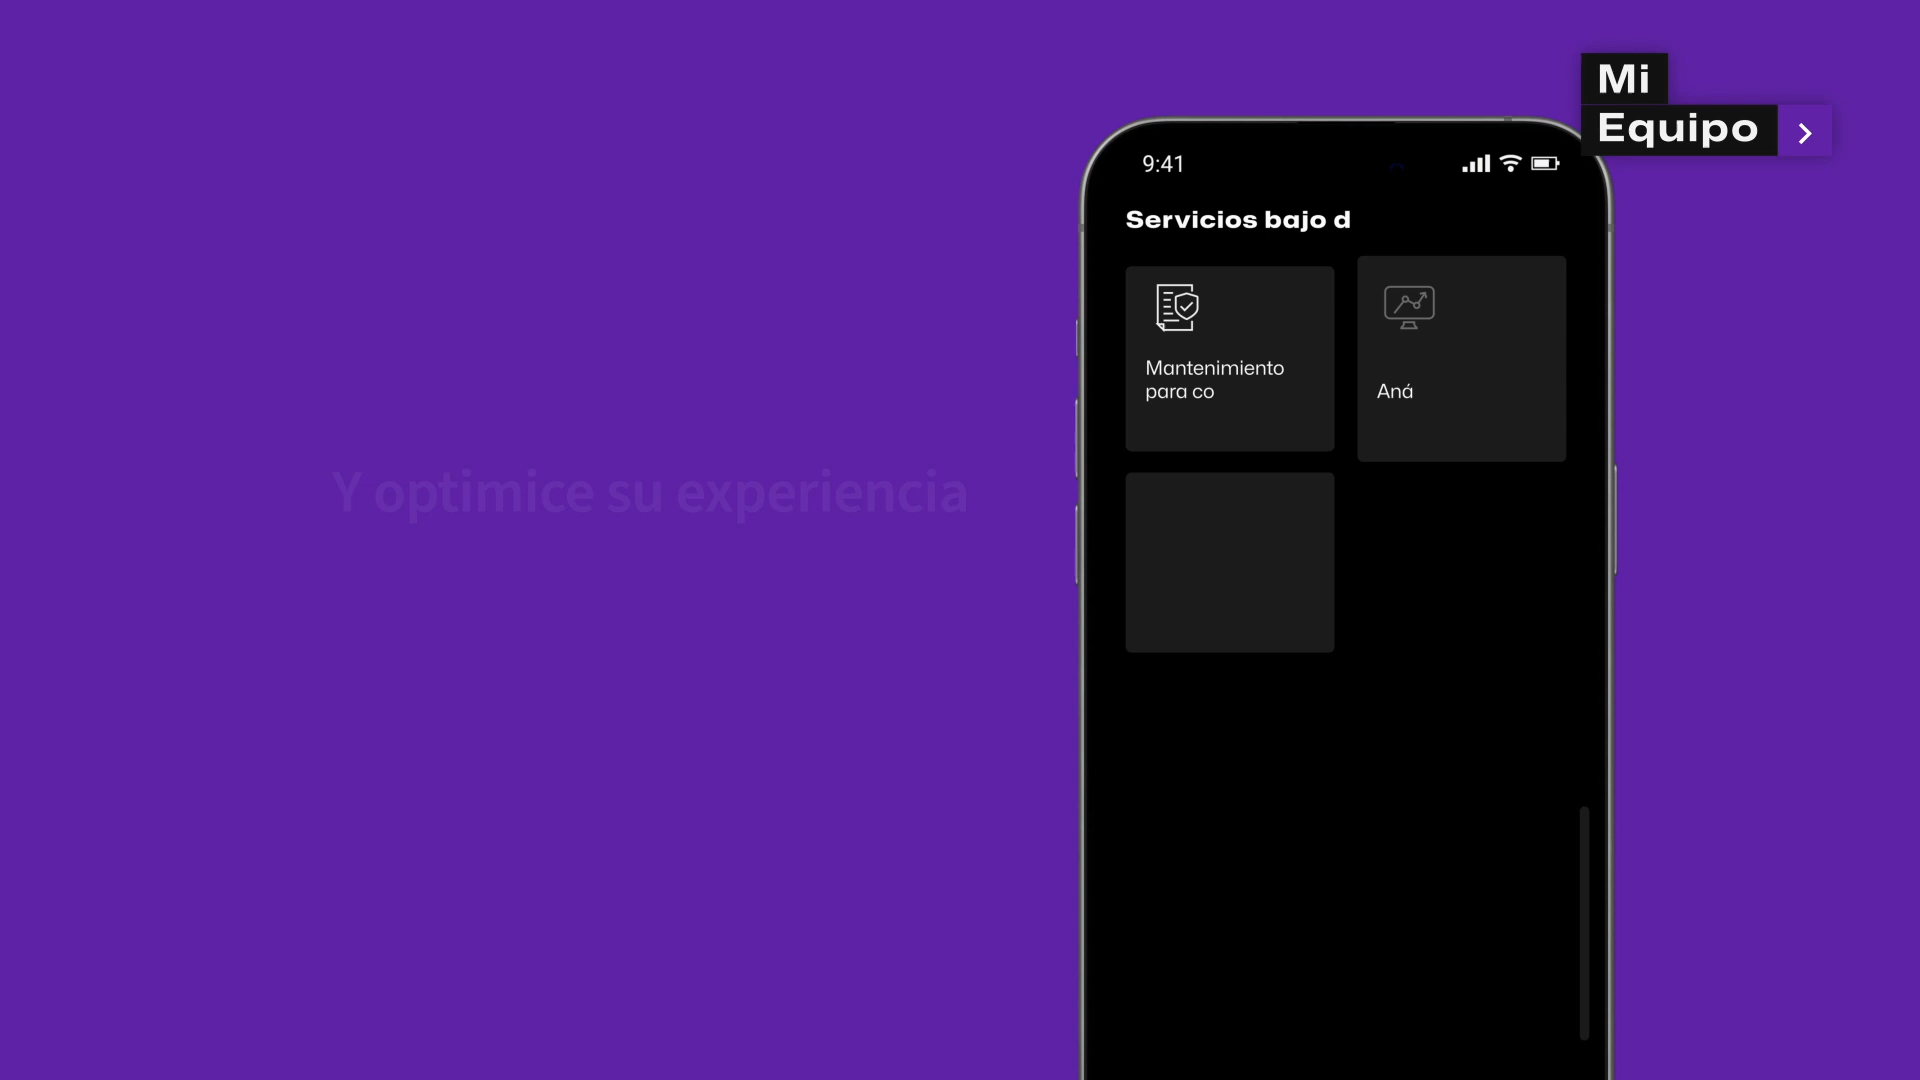 Mi
Equipo
9:41
Servicios bajo d
Mantenimiento
para co
Aná
Y optimice su experiencia